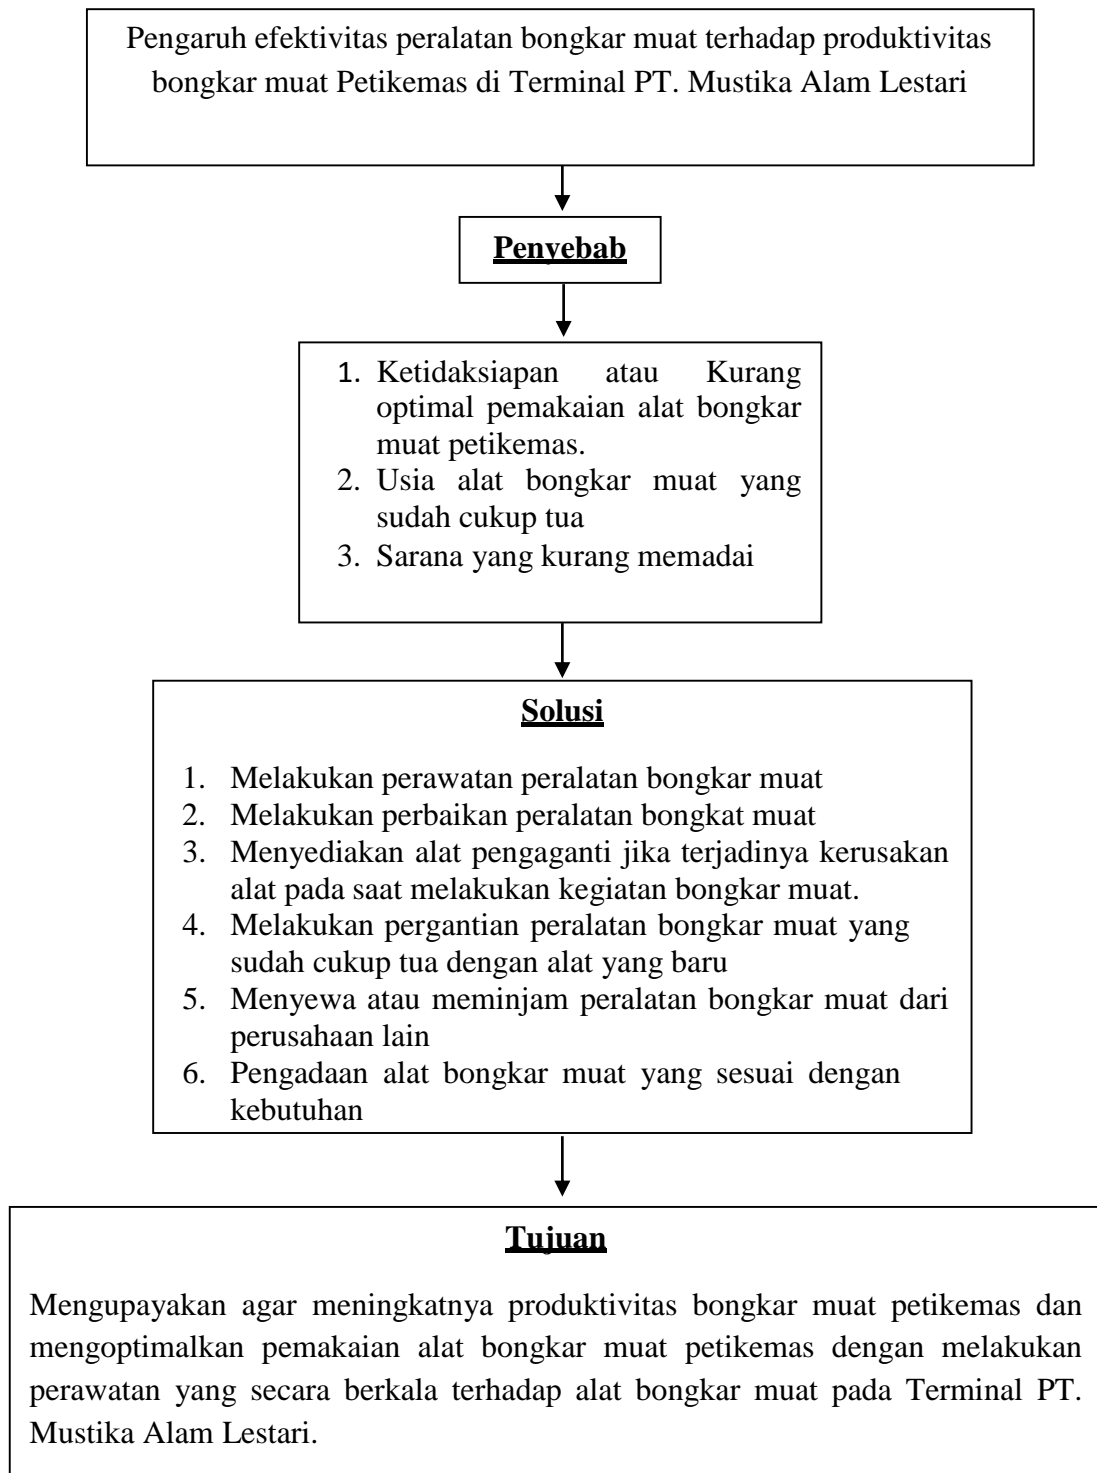 Pengaruh efektivitas peralatan bongkar muat terhadap produktivitas
bongkar muat Petikemas di Terminal PT. Mustika Alam Lestari
Penyebab
1. Ketidaksiapan atau Kurang
optimal pemakaian alat bongkar
muat petikemas.
2. Usia alat bongkar muat yang
sudah cukup tua
3. Sarana yang kurang memadai
Solusi
1. Melakukan perawatan peralatan bongkar muat
2. Melakukan perbaikan peralatan bongkat muat
3. Menyediakan alat pengaganti jika terjadinya kerusakan
alat pada saat melakukan kegiatan bongkar muat.
4. Melakukan pergantian peralatan bongkar muat yang
sudah cukup tua dengan alat yang baru
5. Menyewa atau meminjam peralatan bongkar muat dari
perusahaan lain
6. Pengadaan alat bongkar muat yang sesuai dengan
kebutuhan
Tujuan
Mengupayakan agar meningkatnya produktivitas bongkar muat petikemas dan
mengoptimalkan pemakaian alat bongkar muat petikemas dengan melakukan
perawatan yang secara berkala terhadap alat bongkar muat pada Terminal PT.
Mustika Alam Lestari.